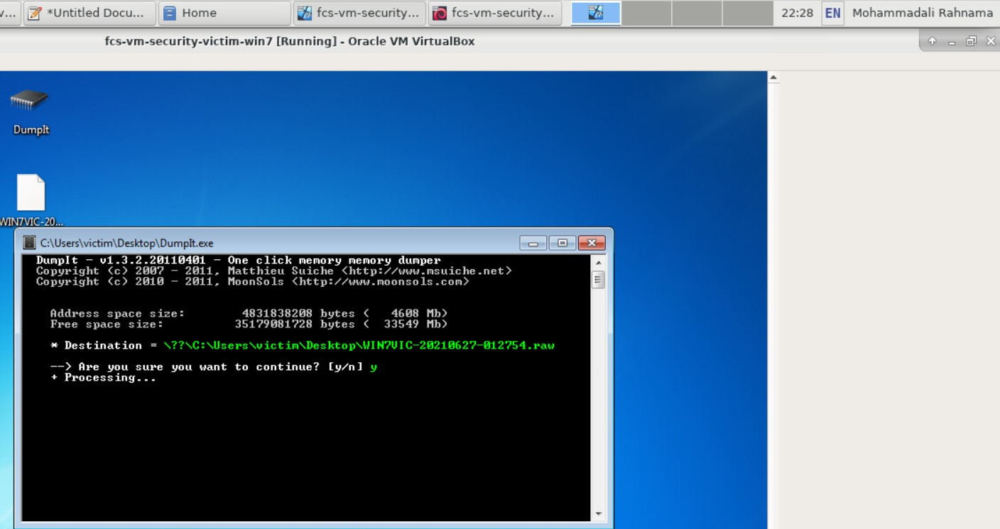 v...
*Untitled Docu...
Home
fcs-vm-security...
fcs-vm-security...
22:28
EN
Mohammadali Rahnama
fcs-vm-security-victim-win7 [Running] - Oracle VM VirtualBox
DumpIt
WIN7VIC-20...
C:\Users\victim\Desktop\DumpIt.exe
DumpIt - v1.3.2.20110401 - One click memory memory dumper
Copyright (c) 2007 - 2011, Matthieu Suiche <http://www.msuiche.net>
Copyright (c) 2010 - 2011, MoonSols <http://www.moonsols.com>
Address space size: 4831838208 bytes ( 4608 Mb)
Free space size: 35179081728 bytes ( 33549 Mb)
* Destination = \??\C:\Users\victim\Desktop\WIN7VIC-20210627-012754.raw
--> Are you sure you want to continue? [y/n] y
+ Processing...